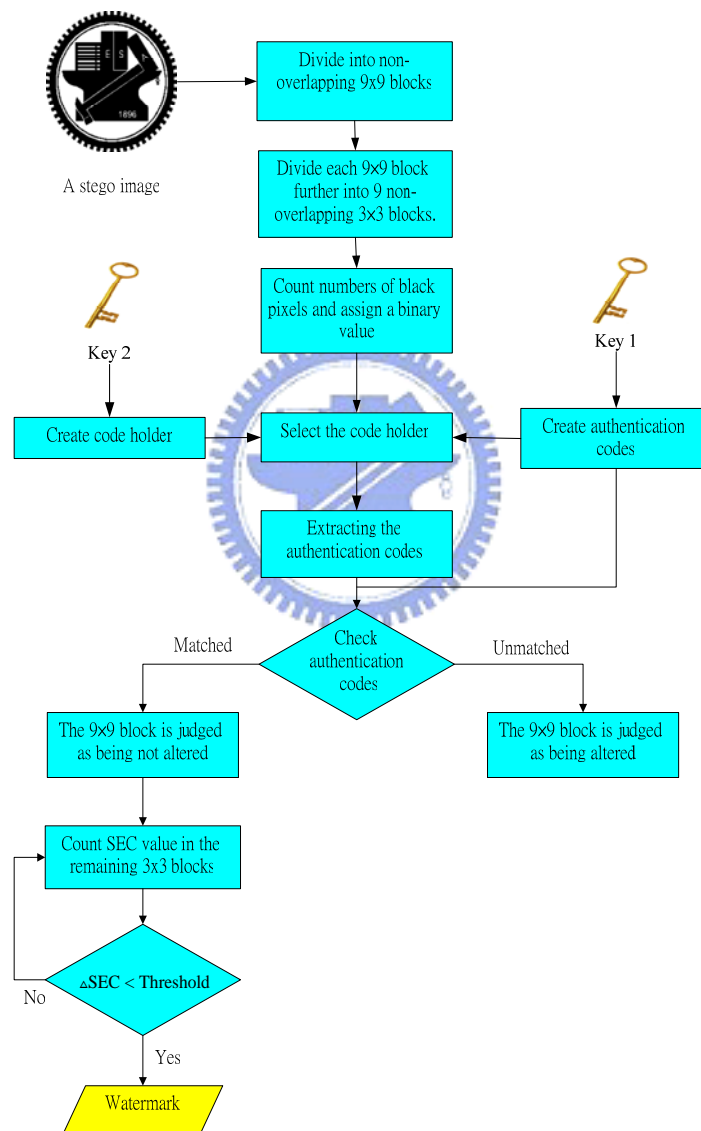 E S
1896
A stego image
Divide into non-
overlapping 9x9 blocks
Divide each 9×9 block
further into 9 non-
overlapping 3×3 blocks.
Count numbers of black
pixels and assign a binary
value
Key 2
Key 1
Create code holder
Select the code holder
Create authentication
codes
Extracting the
authentication codes
Check
authentication
codes
Matched
Unmatched
The 9×9 block is judged
as being not altered
The 9×9 block is judged
as being altered
Count SEC value in the
remaining 3x3 blocks
△SEC < Threshold
No
Yes
Watermark